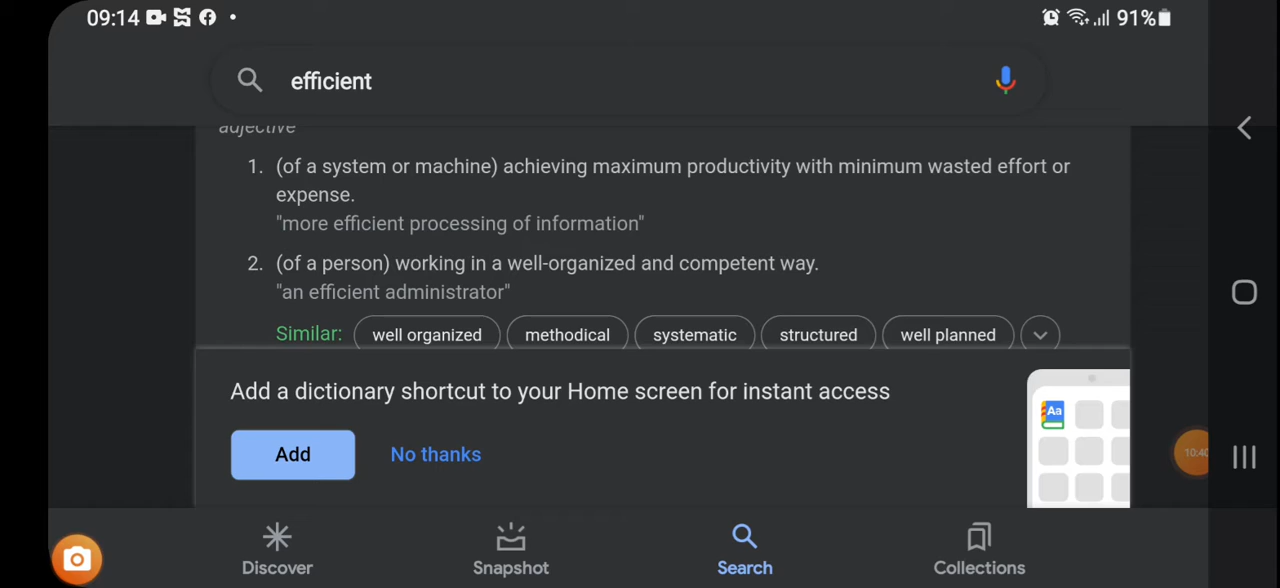 09:14
91%
efficient
adjective
1. (of a system or machine) achieving maximum productivity with minimum wasted effort or
expense.
"more efficient processing of information"
2. (of a person) working in a well-organized and competent way.
"an efficient administrator"
Similar: well organized methodical systematic structured well planned
Add a dictionary shortcut to your Home screen for instant access
Aa
Add No thanks
10:40
Discover Snapshot Search Collections